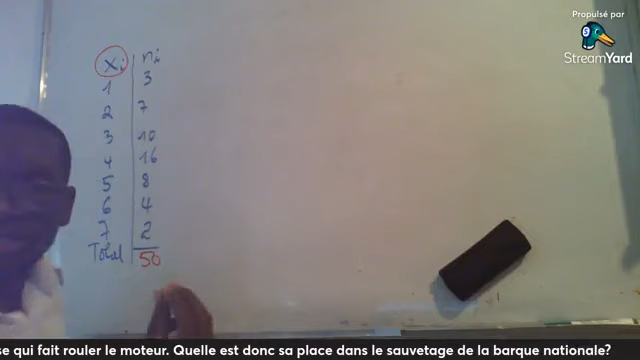 Propulsé par
StreamYard
xi ni
1 3
2 7
3 10
4 16
5 8
6 4
7 2
Total 50
se qui fait rouler le moteur. Quelle est donc sa place dans le sauvetage de la barque nationale?